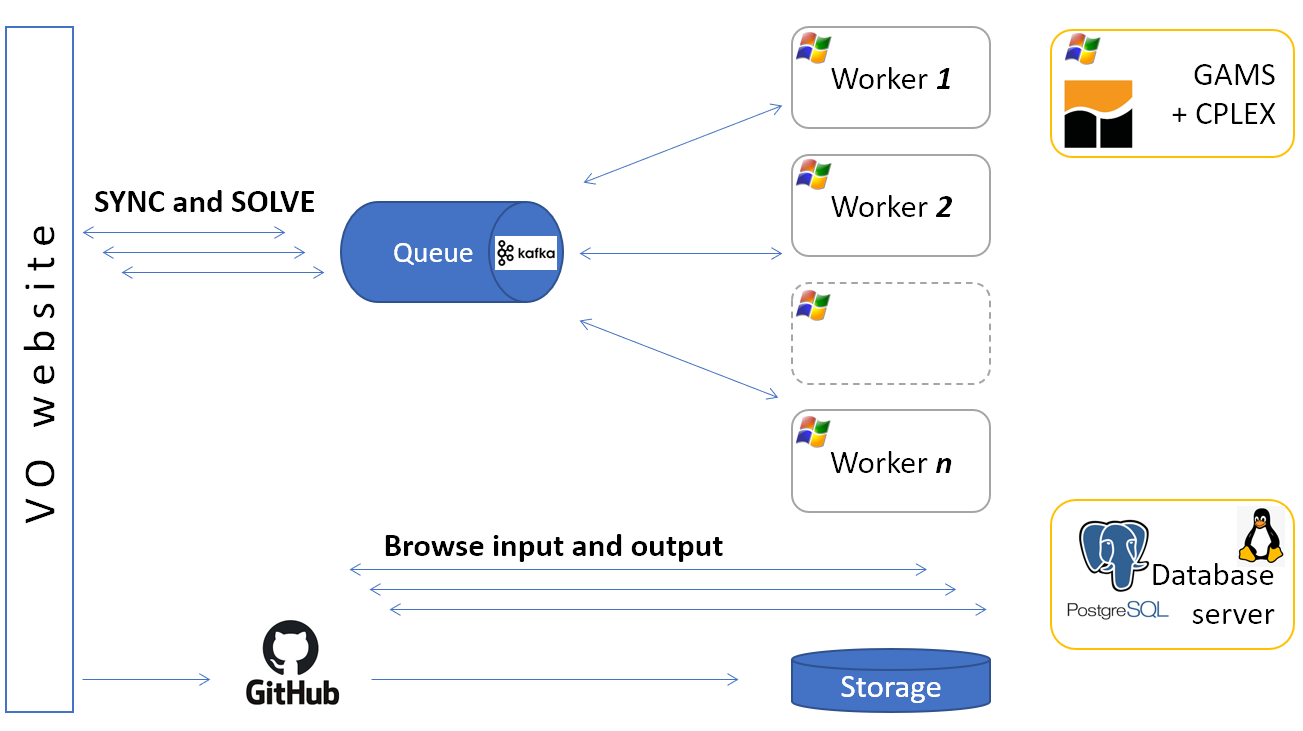 VO website
SYNC and SOLVE
Queue
kafka
Worker 1
Worker 2
Worker n
GAMS
+ CPLEX
Browse input and output
PostgreSQL
Database
server
GitHub
Storage